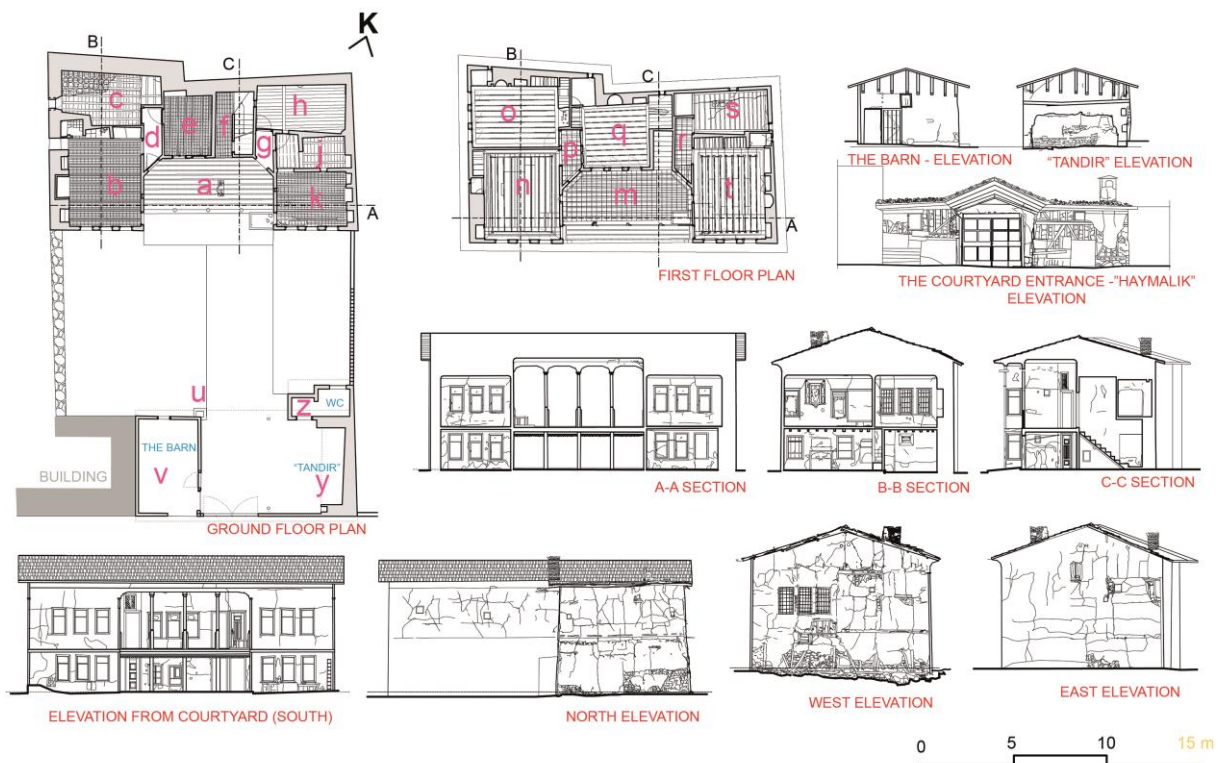 K
B
C
c
h
d
e
f
g
j
b
a
k
A
u
z
WC
THE BARN
"TANDIR"
BUILDING
v
y
GROUND FLOOR PLAN
B
C
o
q
s
p
r
n
m
t
A
FIRST FLOOR PLAN
THE BARN - ELEVATION
"TANDIR" ELEVATION
THE COURTYARD ENTRANCE -"HAYMALIK"
ELEVATION
A-A SECTION
B-B SECTION
C-C SECTION
ELEVATION FROM COURTYARD (SOUTH)
NORTH ELEVATION
WEST ELEVATION
EAST ELEVATION
0 5 10 15 m